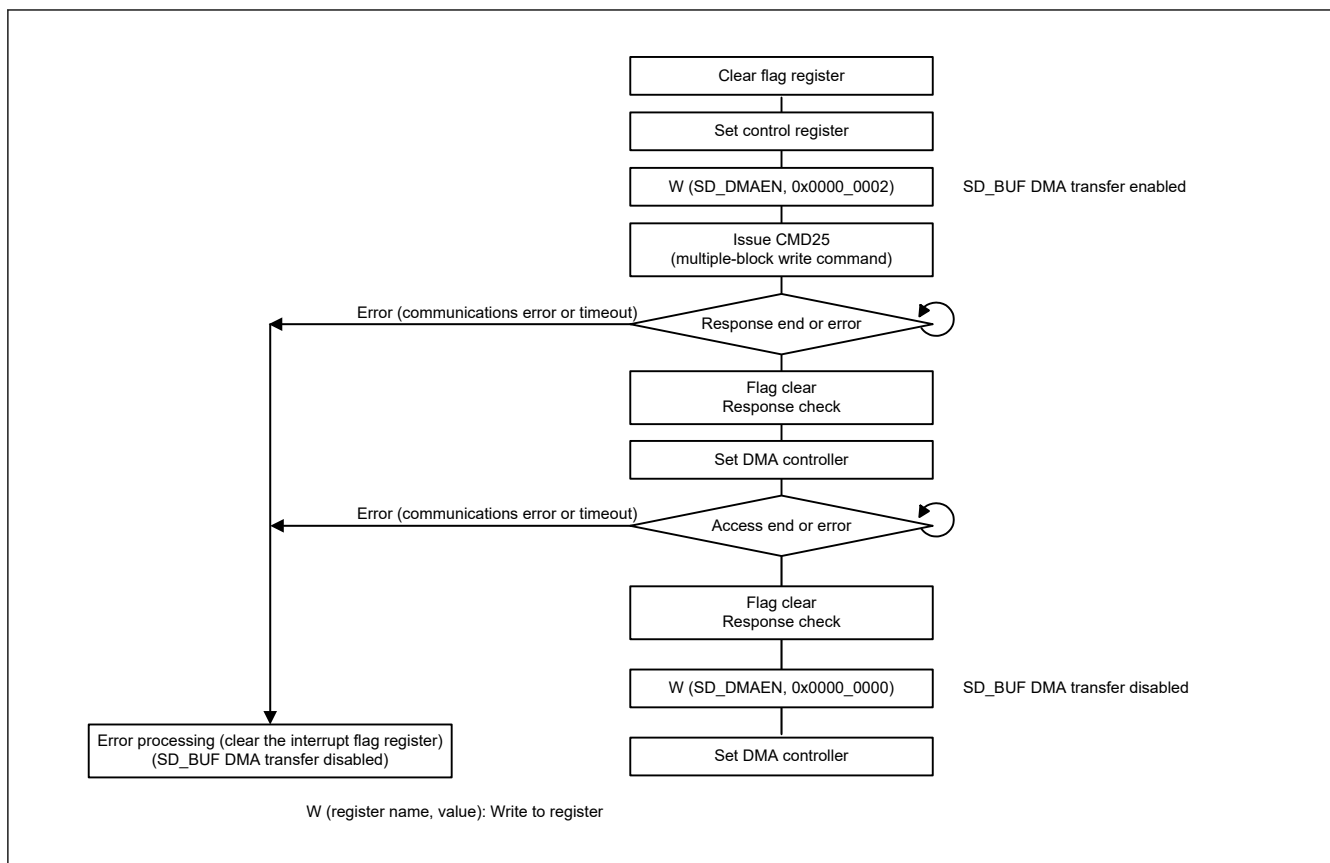 Clear flag register
Set control register
W (SD_DMAEN, 0x0000_0002)
SD_BUF DMA transfer enabled
Issue CMD25
(multiple-block write command)
Error (communications error or timeout)
Response end or error
Flag clear
Response check
Set DMA controller
Error (communications error or timeout)
Access end or error
Flag clear
Response check
W (SD_DMAEN, 0x0000_0000)
SD_BUF DMA transfer disabled
Error processing (clear the interrupt flag register)
(SD_BUF DMA transfer disabled)
Set DMA controller
W (register name, value): Write to register